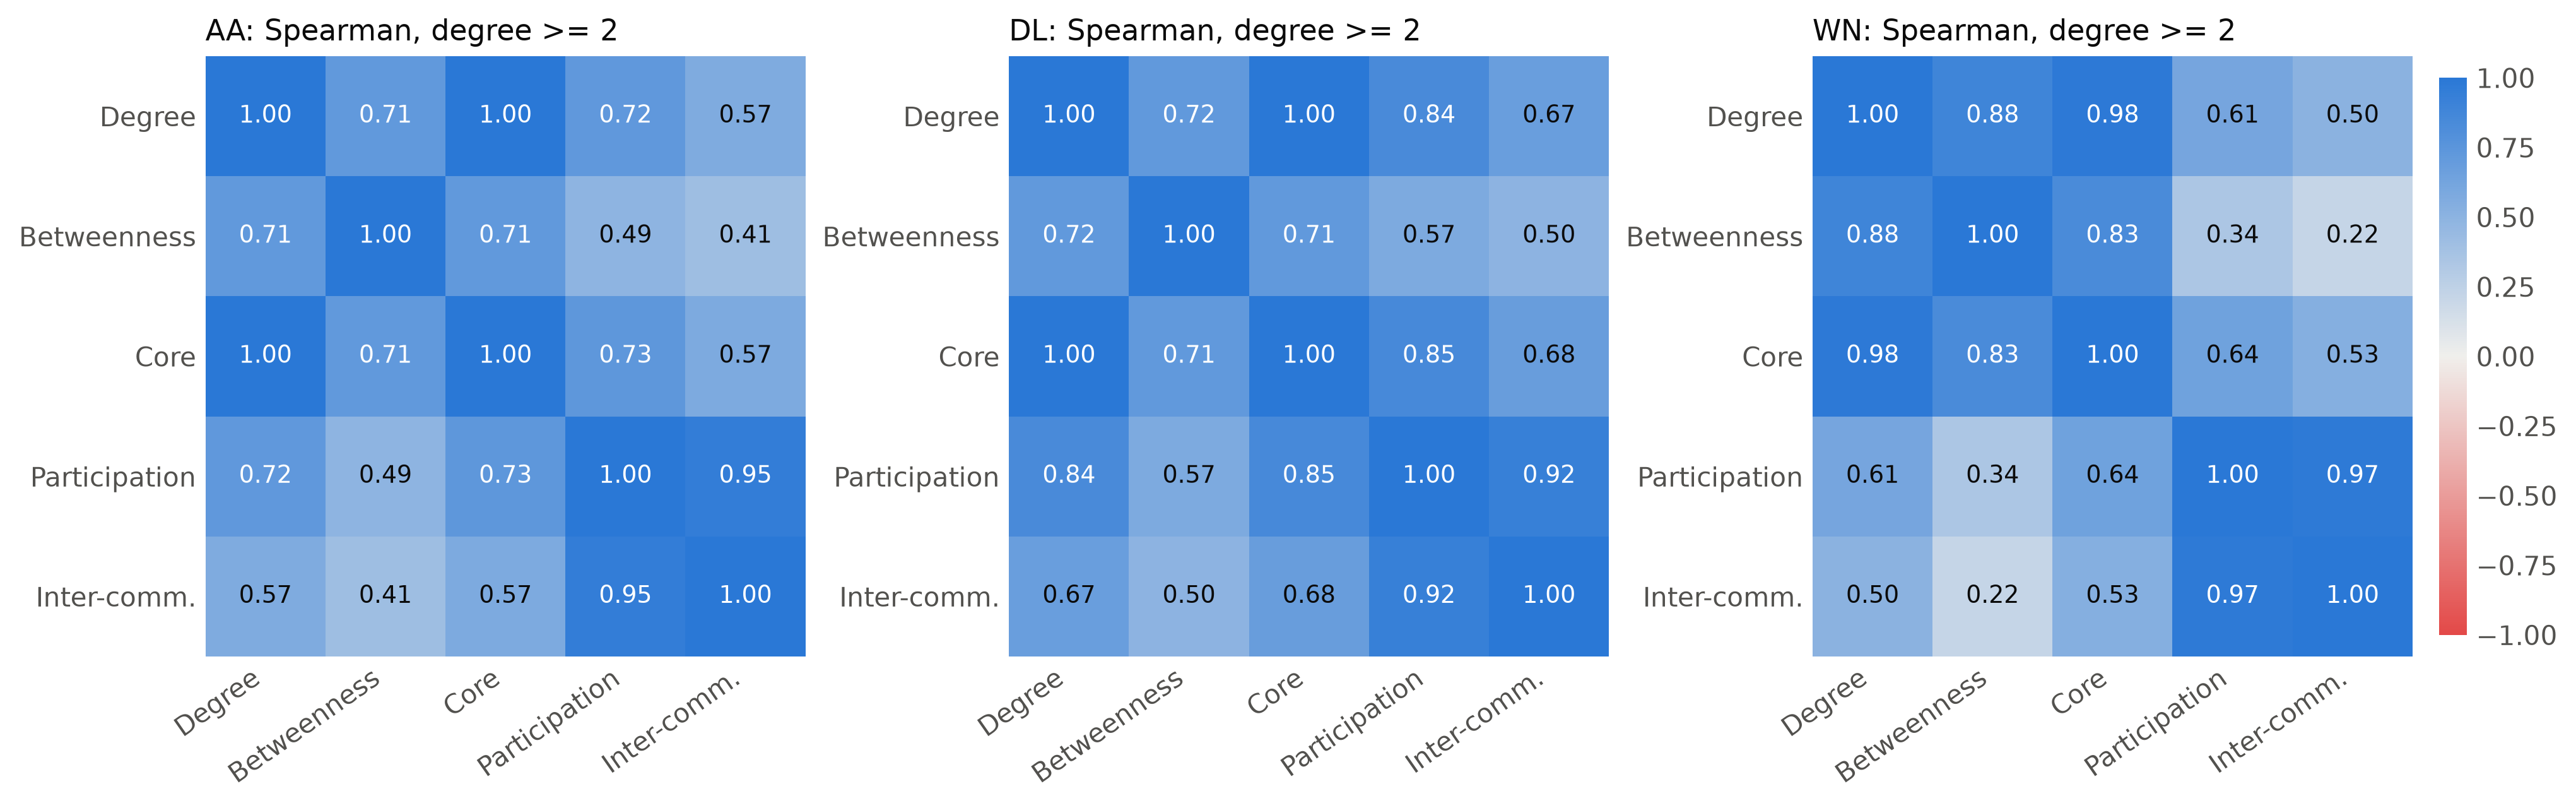 AA: Spearman, degree >= 2
Degree 1.00 0.71 1.00 0.72 0.57
Betweenness 0.71 1.00 0.71 0.49 0.41
Core 1.00 0.71 1.00 0.73 0.57
Participation 0.72 0.49 0.73 1.00 0.95
Inter-comm. 0.57 0.41 0.57 0.95 1.00
Degree Betweenness Core Participation Inter-comm.
DL: Spearman, degree >= 2
Degree 1.00 0.72 1.00 0.84 0.67
Betweenness 0.72 1.00 0.71 0.57 0.50
Core 1.00 0.71 1.00 0.85 0.68
Participation 0.84 0.57 0.85 1.00 0.92
Inter-comm. 0.67 0.50 0.68 0.92 1.00
Degree Betweenness Core Participation Inter-comm.
WN: Spearman, degree >= 2
Degree 1.00 0.88 0.98 0.61 0.50
Betweenness 0.88 1.00 0.83 0.34 0.22
Core 0.98 0.83 1.00 0.64 0.53
Participation 0.61 0.34 0.64 1.00 0.97
Inter-comm. 0.50 0.22 0.53 0.97 1.00
Degree Betweenness Core Participation Inter-comm.
1.00
0.75
0.50
0.25
0.00
−0.25
−0.50
−0.75
−1.00